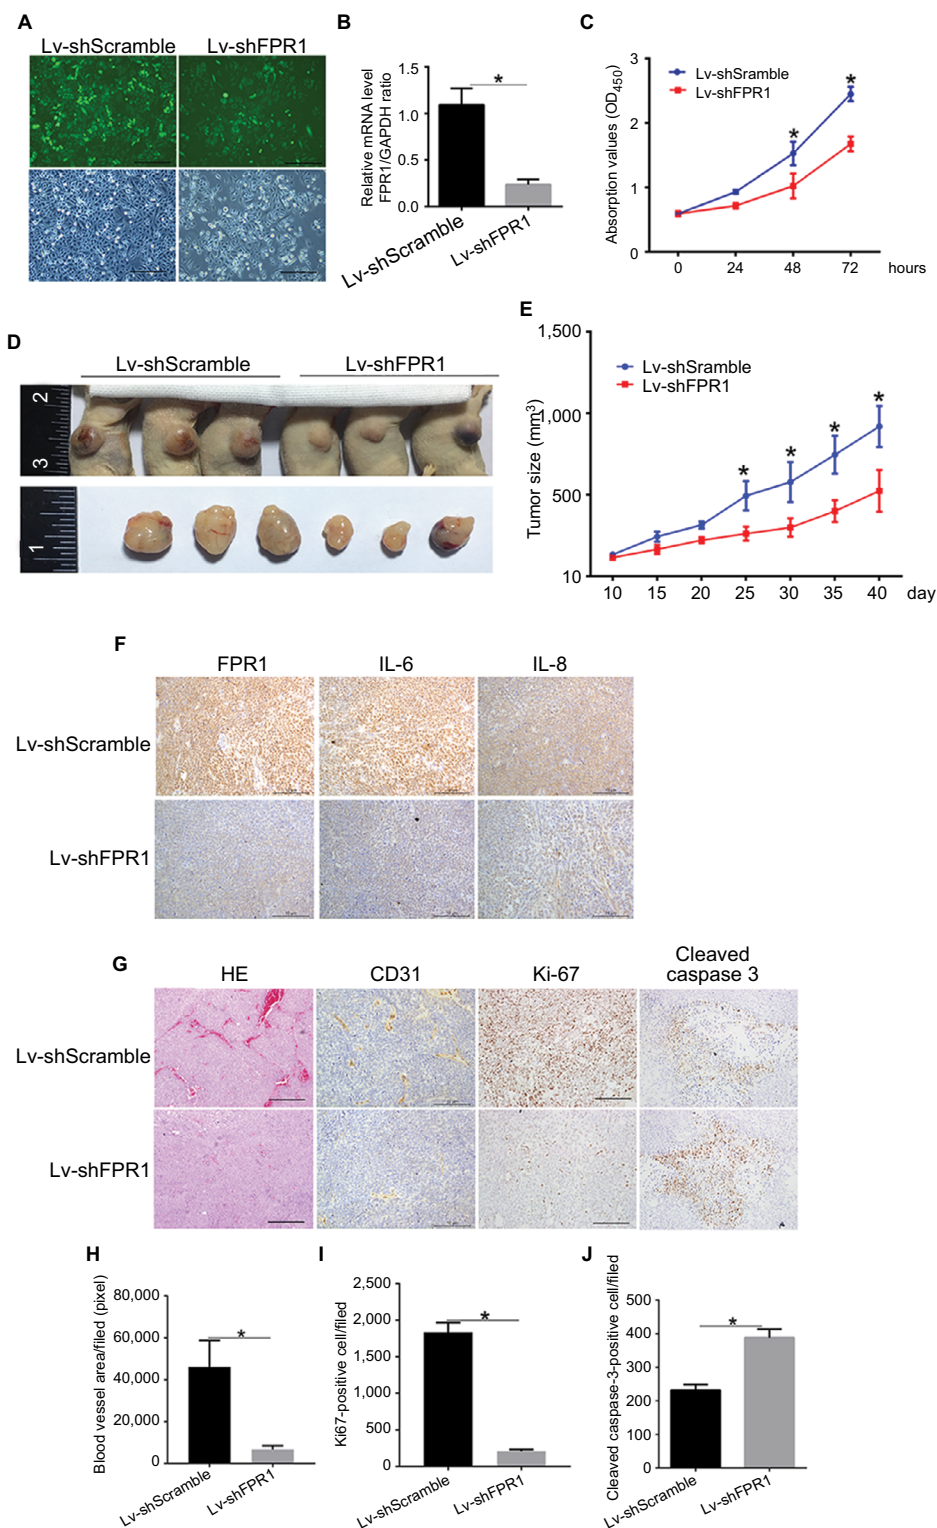 A
Lv-shScramble Lv-shFPR1
B
Relative mRNA level
FPR1/GAPDH ratio
1.5
1.0
0.5
0.0
*
Lv-shScramble
Lv-shFPR1
C
Absorption values (OD450)
3
2
1
0
Lv-shSramble
Lv-shFPR1
*
*
0 24 48 72 hours
D
Lv-shScramble Lv-shFPR1
2
3
1
E
Tumor size (mm3)
1,500
1,000
500
10
Lv-shSramble
Lv-shFPR1
* * * *
10 15 20 25 30 35 40 day
F
FPR1 IL-6 IL-8
Lv-shScramble
Lv-shFPR1
G
HE CD31 Ki-67 Cleaved
caspase 3
Lv-shScramble
Lv-shFPR1
H
Blood vessel area/filed (pixel)
80,000
60,000
40,000
20,000
0
*
Lv-shScramble
Lv-shFPR1
I
Ki67-positive cell/filed
2,500
2,000
1,500
1,000
500
0
*
Lv-shScramble
Lv-shFPR1
J
Cleaved caspase-3-positive cell/filed
500
400
300
200
100
0
*
Lv-shScramble
Lv-shFPR1